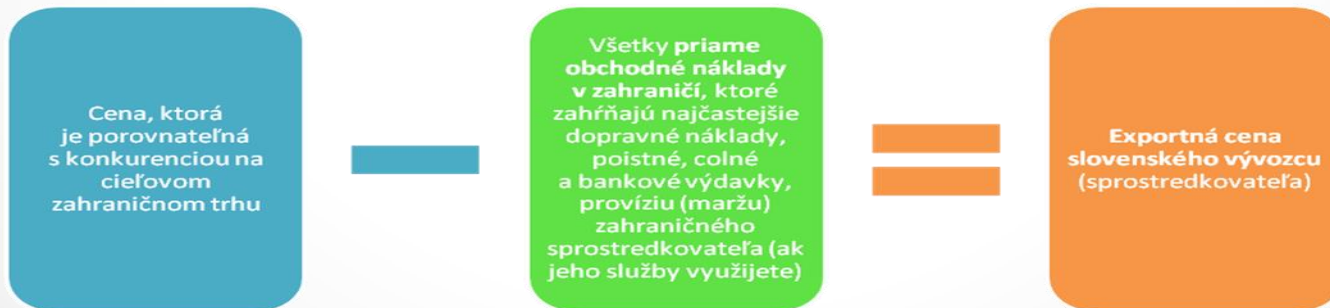 Cena, ktorá
je porovnateľná
s konkurenciou na
cieľovom
zahraničnom trhu
Všetky priame
obchodné náklady
v zahraničí, ktoré
zahŕňajú najčastejšie
dopravné náklady,
poistné, colné
a bankové výdavky,
províziu (maržu)
zahraničného
sprostredkovateľa (ak
jeho služby využijete)
Exportná cena
slovenského vývozcu
(sprostredkovateľa)